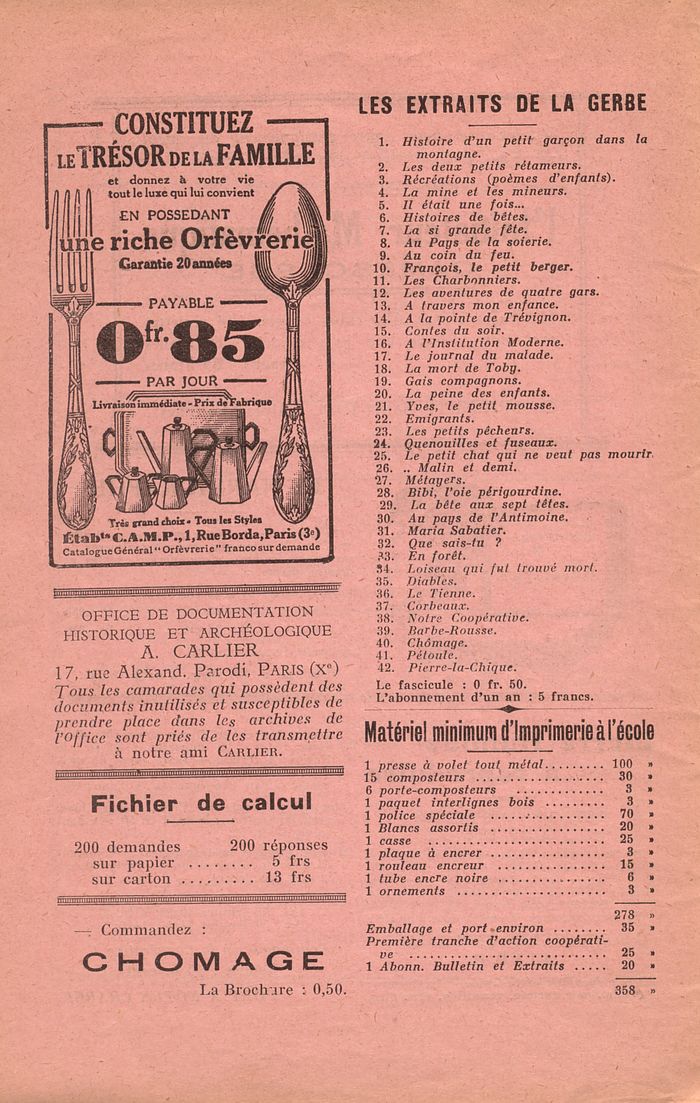 CONSTITUEZ
LE TRÉSOR DE LA FAMILLE
et donnez à votre vie
tout le luxe qui lui convient
EN POSSEDANT
une riche Orfèvrerie
Garantie 20 années
PAYABLE
0fr.85
PAR JOUR
Livraison immédiate - Prix de Fabrique
Très grand choix - Tous les Styles
Étabts C.A.M.P., 1, Rue Borda, Paris (3e)
Catalogue Général "Orfèvrerie" franco sur demande
OFFICE DE DOCUMENTATION
HISTORIQUE ET ARCHÉOLOGIQUE
A. CARLIER
17, rue Alexand. Parodi, PARIS (Xe)
Tous les camarades qui possèdent des
documents inutilisés et susceptibles de
prendre place dans les archives de
l'Office sont priés de les transmettre
à notre ami CARLIER.
Fichier de calcul
200 demandes 200 réponses
sur papier ........ 5 frs
sur carton ......... 13 frs
— Commandez :
CHOMAGE
La Brochure : 0,50.
LES EXTRAITS DE LA GERBE
1. Histoire d'un petit garçon dans la
montagne.
2. Les deux petits rétameurs.
3. Récréations (poèmes d'enfants).
4. La mine et les mineurs.
5. Il était une fois...
6. Histoires de bêtes.
7. La si grande fête.
8. Au Pays de la soierie.
9. Au coin du feu.
10. François, le petit berger.
11. Les Charbonniers.
12. Les aventures de quatre gars.
13. A travers mon enfance.
14. A la pointe de Trévignon.
15. Contes du soir.
16. A l'Institution Moderne.
17. Le journal du malade.
18. La mort de Toby.
19. Gais compagnons.
20. La peine des enfants.
21. Yves, le petit mousse.
22. Emigrants.
23. Les petits pêcheurs.
24. Quenouilles et fuseaux.
25. Le petit chat qui ne veut pas mourir.
26. .. Malin et demi.
27. Métayers.
28. Bibi, l'oie périgourdine.
29. La bête aux sept têtes.
30. Au pays de l'Antimoine.
31. Maria Sabatier.
32. Que sais-tu ?
33. En forêt.
34. Loiseau qui fut trouvé mort.
35. Diables.
36. Le Tienne.
37. Corbeaux.
38. Notre Coopérative.
39. Barbe-Rousse.
40. Chômage.
41. Pétoule.
42. Pierre-la-Chique.
Le fascicule : 0 fr. 50.
L'abonnement d'un an : 5 francs.
Matériel minimum d'Imprimerie à l'école
1 presse à volet tout métal......... 100 »
15 composteurs .................. 30 »
6 porte-composteurs ............ 3 »
1 paquet interlignes bois ......... 3 »
1 police spéciale ............... 70 »
1 Blancs assortis ................ 20 »
1 casse ......................... 25 »
1 plaque à encrer ............... 3 »
1 rouleau encreur ............... 15 »
1 tube encre noire ............... 6 »
1 ornements .................... 3 »
278 »
Emballage et port environ ........ 35 »
Première tranche d'action coopérati-
ve ........................... 25 »
1 Abonn. Bulletin et Extraits ..... 20 »
358 »